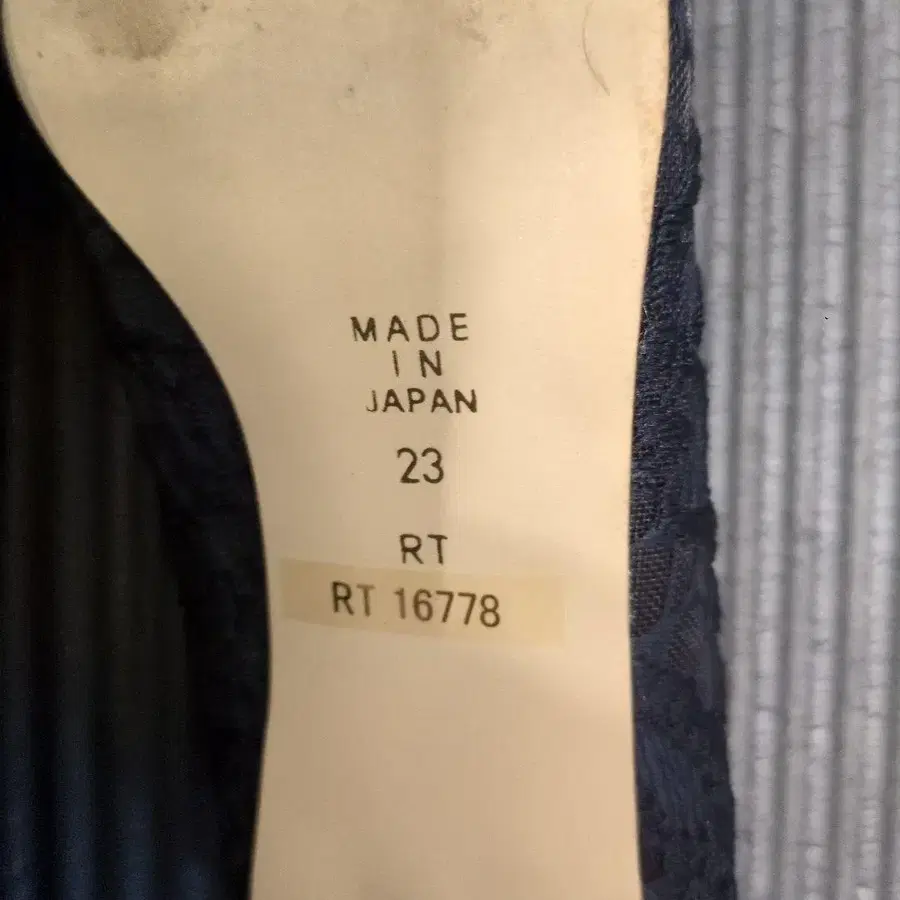 MADE
IN
JAPAN
23
RT
RT 16778